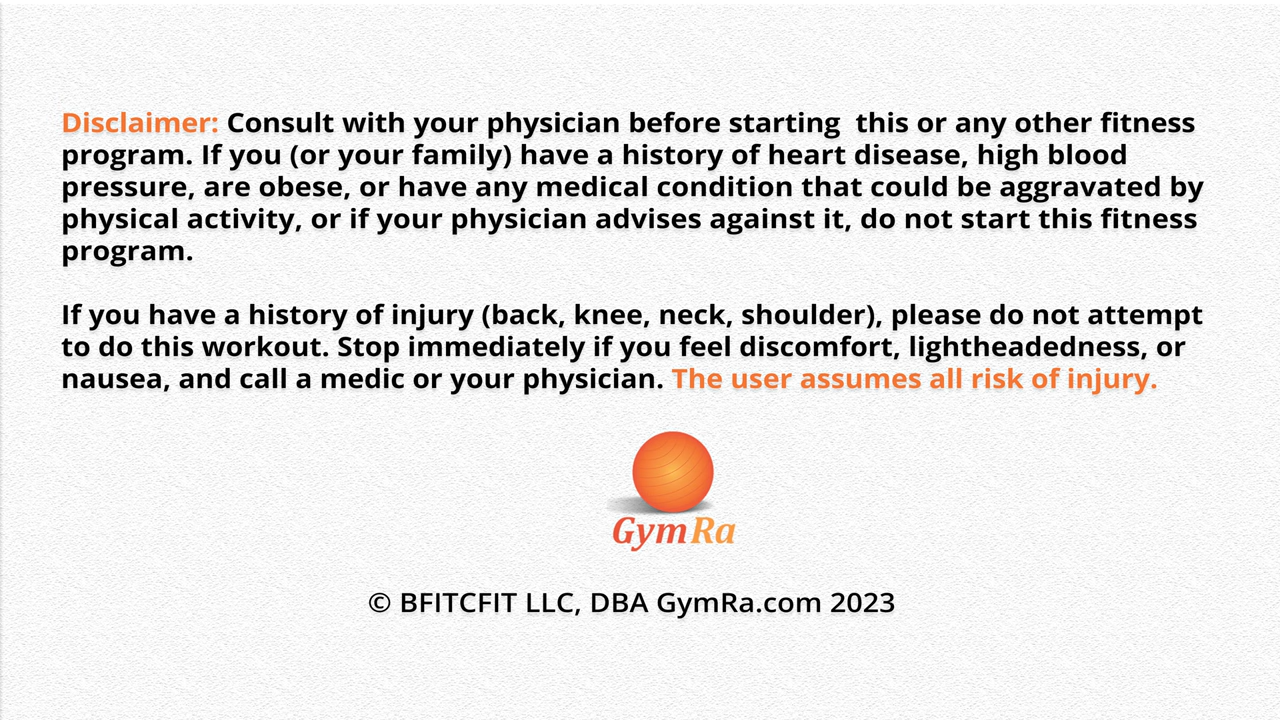 Disclaimer: Consult with your physician before starting  this or any other fitness
program. If you (or your family) have a history of heart disease, high blood
pressure, are obese, or have any medical condition that could be aggravated by
physical activity, or if your physician advises against it, do not start this fitness
program.
If you have a history of injury (back, knee, neck, shoulder), please do not attempt
to do this workout. Stop immediately if you feel discomfort, lightheadedness, or
nausea, and call a medic or your physician. The user assumes all risk of injury.
GymRa
© BFITCFIT LLC, DBA GymRa.com 2023